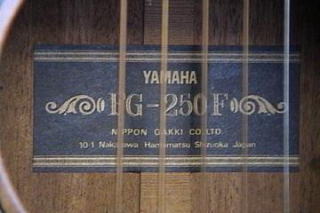 YAMAHA
FG-250F
NIPPON GAKKI CO. LTD.
10-1 Nakazawa Hamamatsu Shizuoka Japan